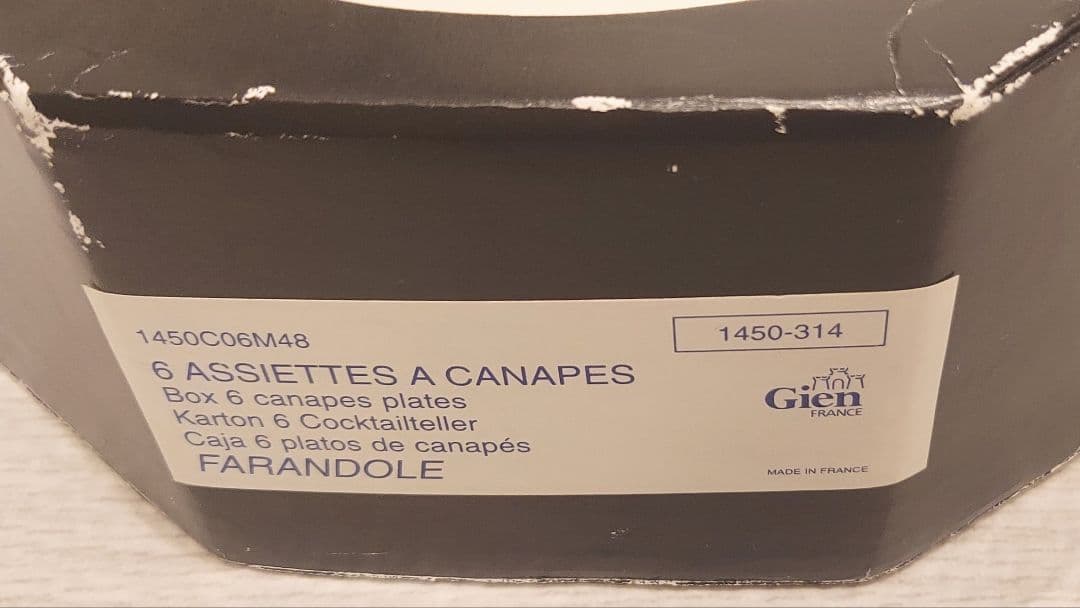 1450C06M48
1450-314
6 ASSIETTES A CANAPES
Box 6 canapes plates
Karton 6 Cocktailteller
Caja 6 platos de canapés
FARANDOLE
Gien
FRANCE
MADE IN FRANCE